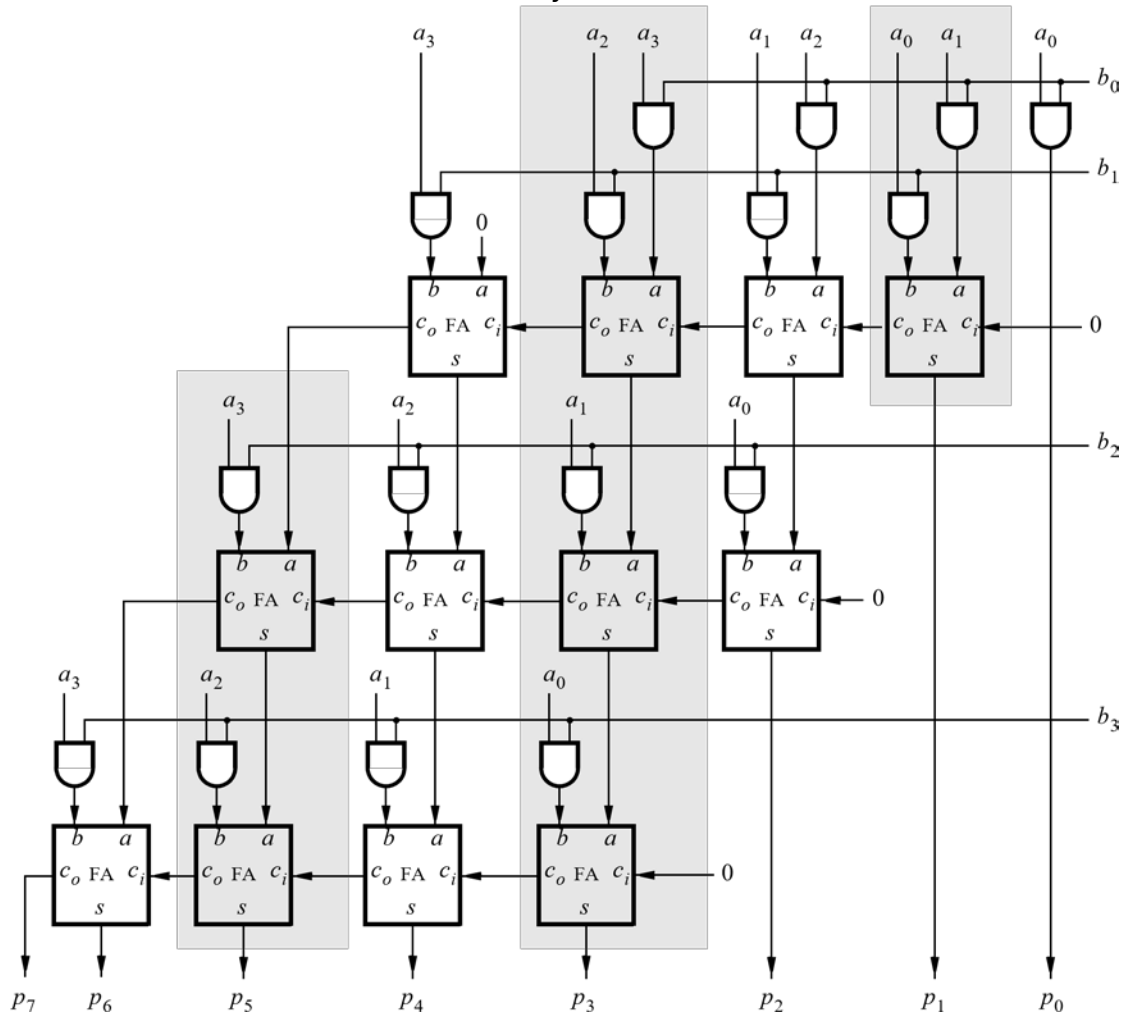 a₃ a₂ a₃ a₁ a₂ a₀ a₁ a₀
b₀
b₁
0
b a b a b a b a
cₒ FA cᵢ cₒ FA cᵢ cₒ FA cᵢ cₒ FA cᵢ 0
s s s s
a₃ a₂ a₁ a₀
b₂
b a b a b a b a
cₒ FA cᵢ cₒ FA cᵢ cₒ FA cᵢ cₒ FA cᵢ 0
s s s s
a₃ a₂ a₁ a₀
b₃
b a b a b a b a
cₒ FA cᵢ cₒ FA cᵢ cₒ FA cᵢ cₒ FA cᵢ 0
s s s s
p₇ p₆ p₅ p₄ p₃ p₂ p₁ p₀